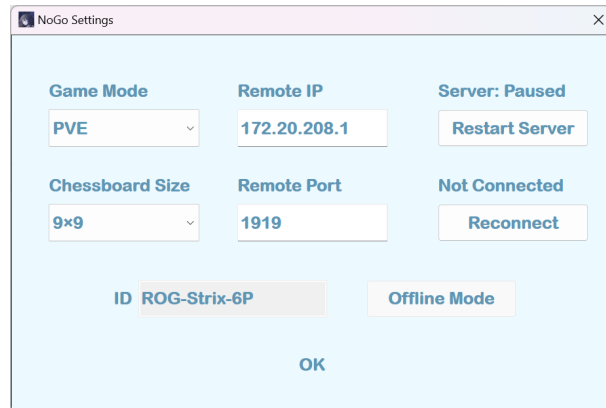 NoGo Settings
Game Mode
Remote IP
Server: Paused
PVE
172.20.208.1
Restart Server
Chessboard Size
Remote Port
Not Connected
9×9
1919
Reconnect
ID ROG-Strix-6P
Offline Mode
OK